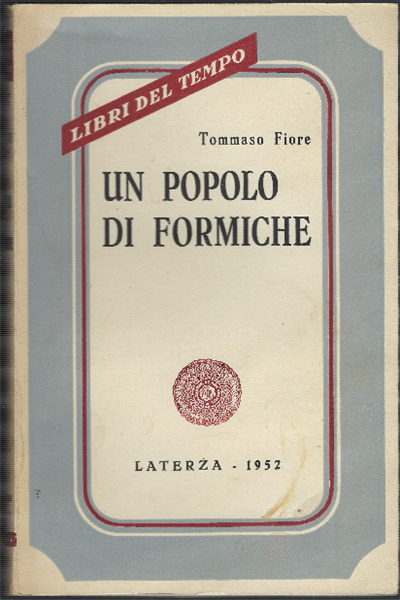 LIBRI DEL TEMPO
Tommaso Fiore
UN POPOLO
DI FORMICHE
LATERZA - 1952